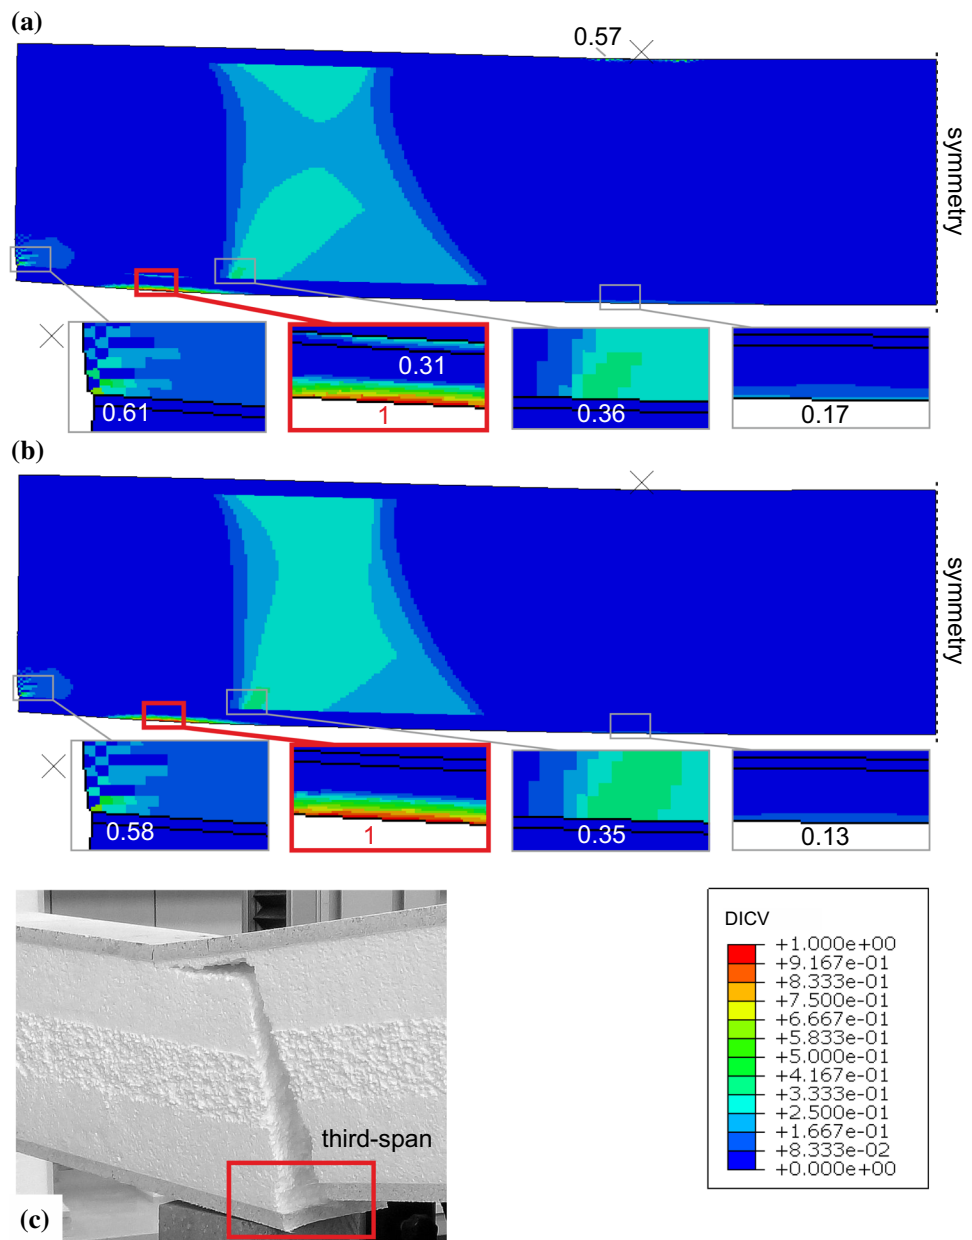 (a)
0.57
symmetry
0.61
0.31
1
0.36
0.17
(b)
symmetry
0.58
1
0.35
0.13
third-span
(c)
DICV
+1.000e+00
+9.167e-01
+8.333e-01
+7.500e-01
+6.667e-01
+5.833e-01
+5.000e-01
+4.167e-01
+3.333e-01
+2.500e-01
+1.667e-01
+8.333e-02
+0.000e+00